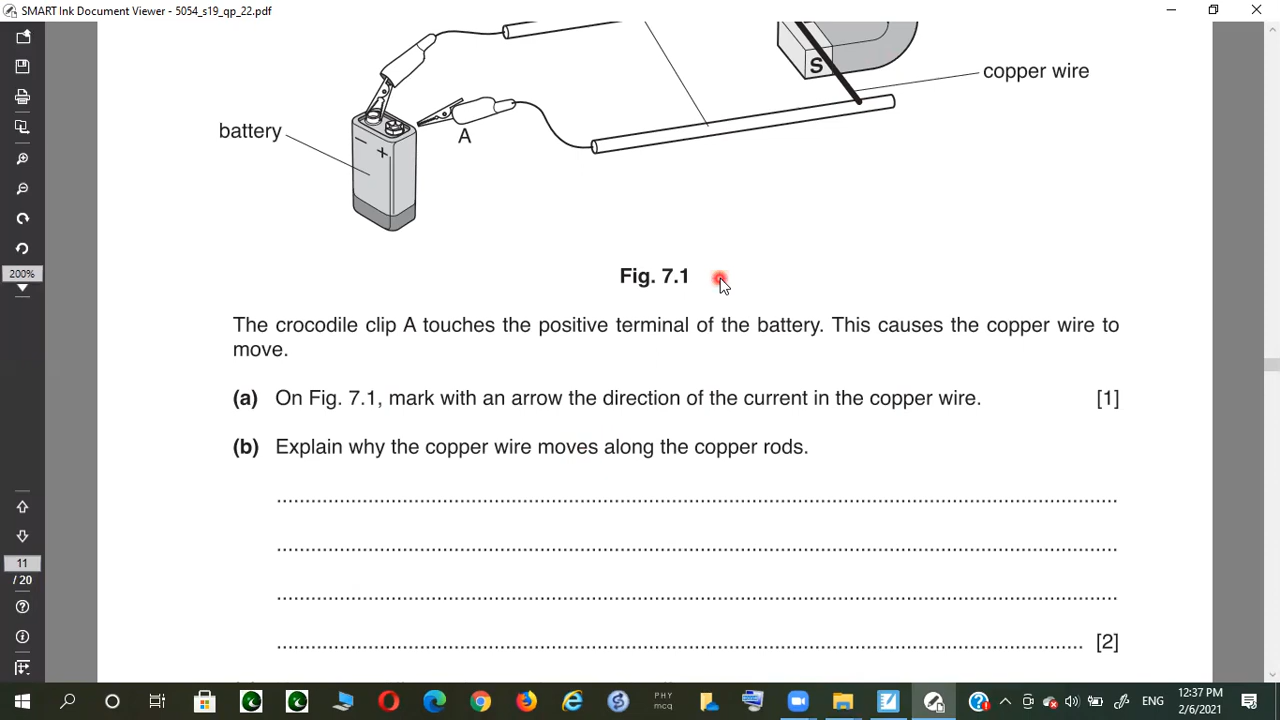 SMART Ink Document Viewer - 5054_s19_qp_22.pdf
S
copper wire
battery
A
–
+
Fig. 7.1
The crocodile clip A touches the positive terminal of the battery. This causes the copper wire to
move.
(a) On Fig. 7.1, mark with an arrow the direction of the current in the copper wire. [1]
(b) Explain why the copper wire moves along the copper rods.
[2]
200%
11
/ 20
PHY
mcq
ENG
12:37 PM
2/6/2021